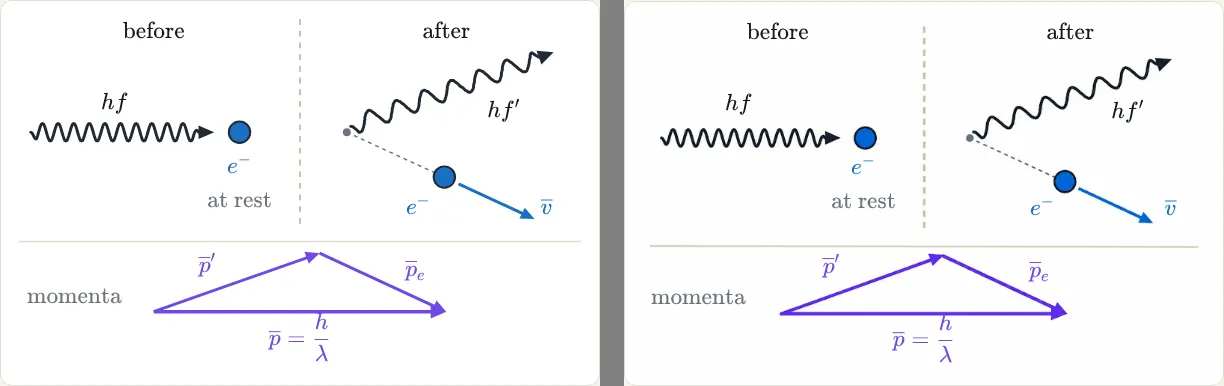 before
after
hf
hf′
e⁻
at rest
e⁻
v̅
p̅′
p̅ₑ
momenta
p̅ = h/λ
before
after
hf
hf′
e⁻
at rest
e⁻
v̅
p̅′
p̅ₑ
momenta
p̅ = h/λ